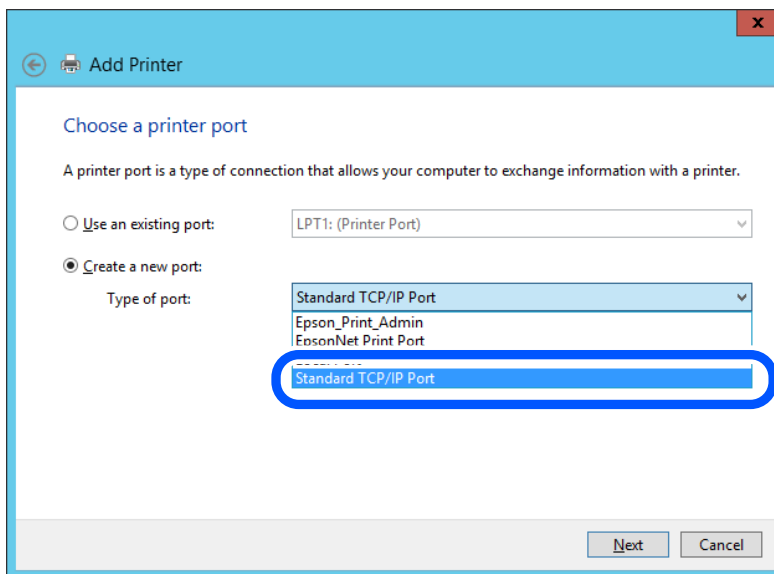 x
Add Printer
Choose a printer port
A printer port is a type of connection that allows your computer to exchange information with a printer.
Use an existing port: LPT1: (Printer Port)
Create a new port:
Type of port: Standard TCP/IP Port
Epson_Print_Admin
EpsonNet Print Port
Standard TCP/IP Port
Next Cancel